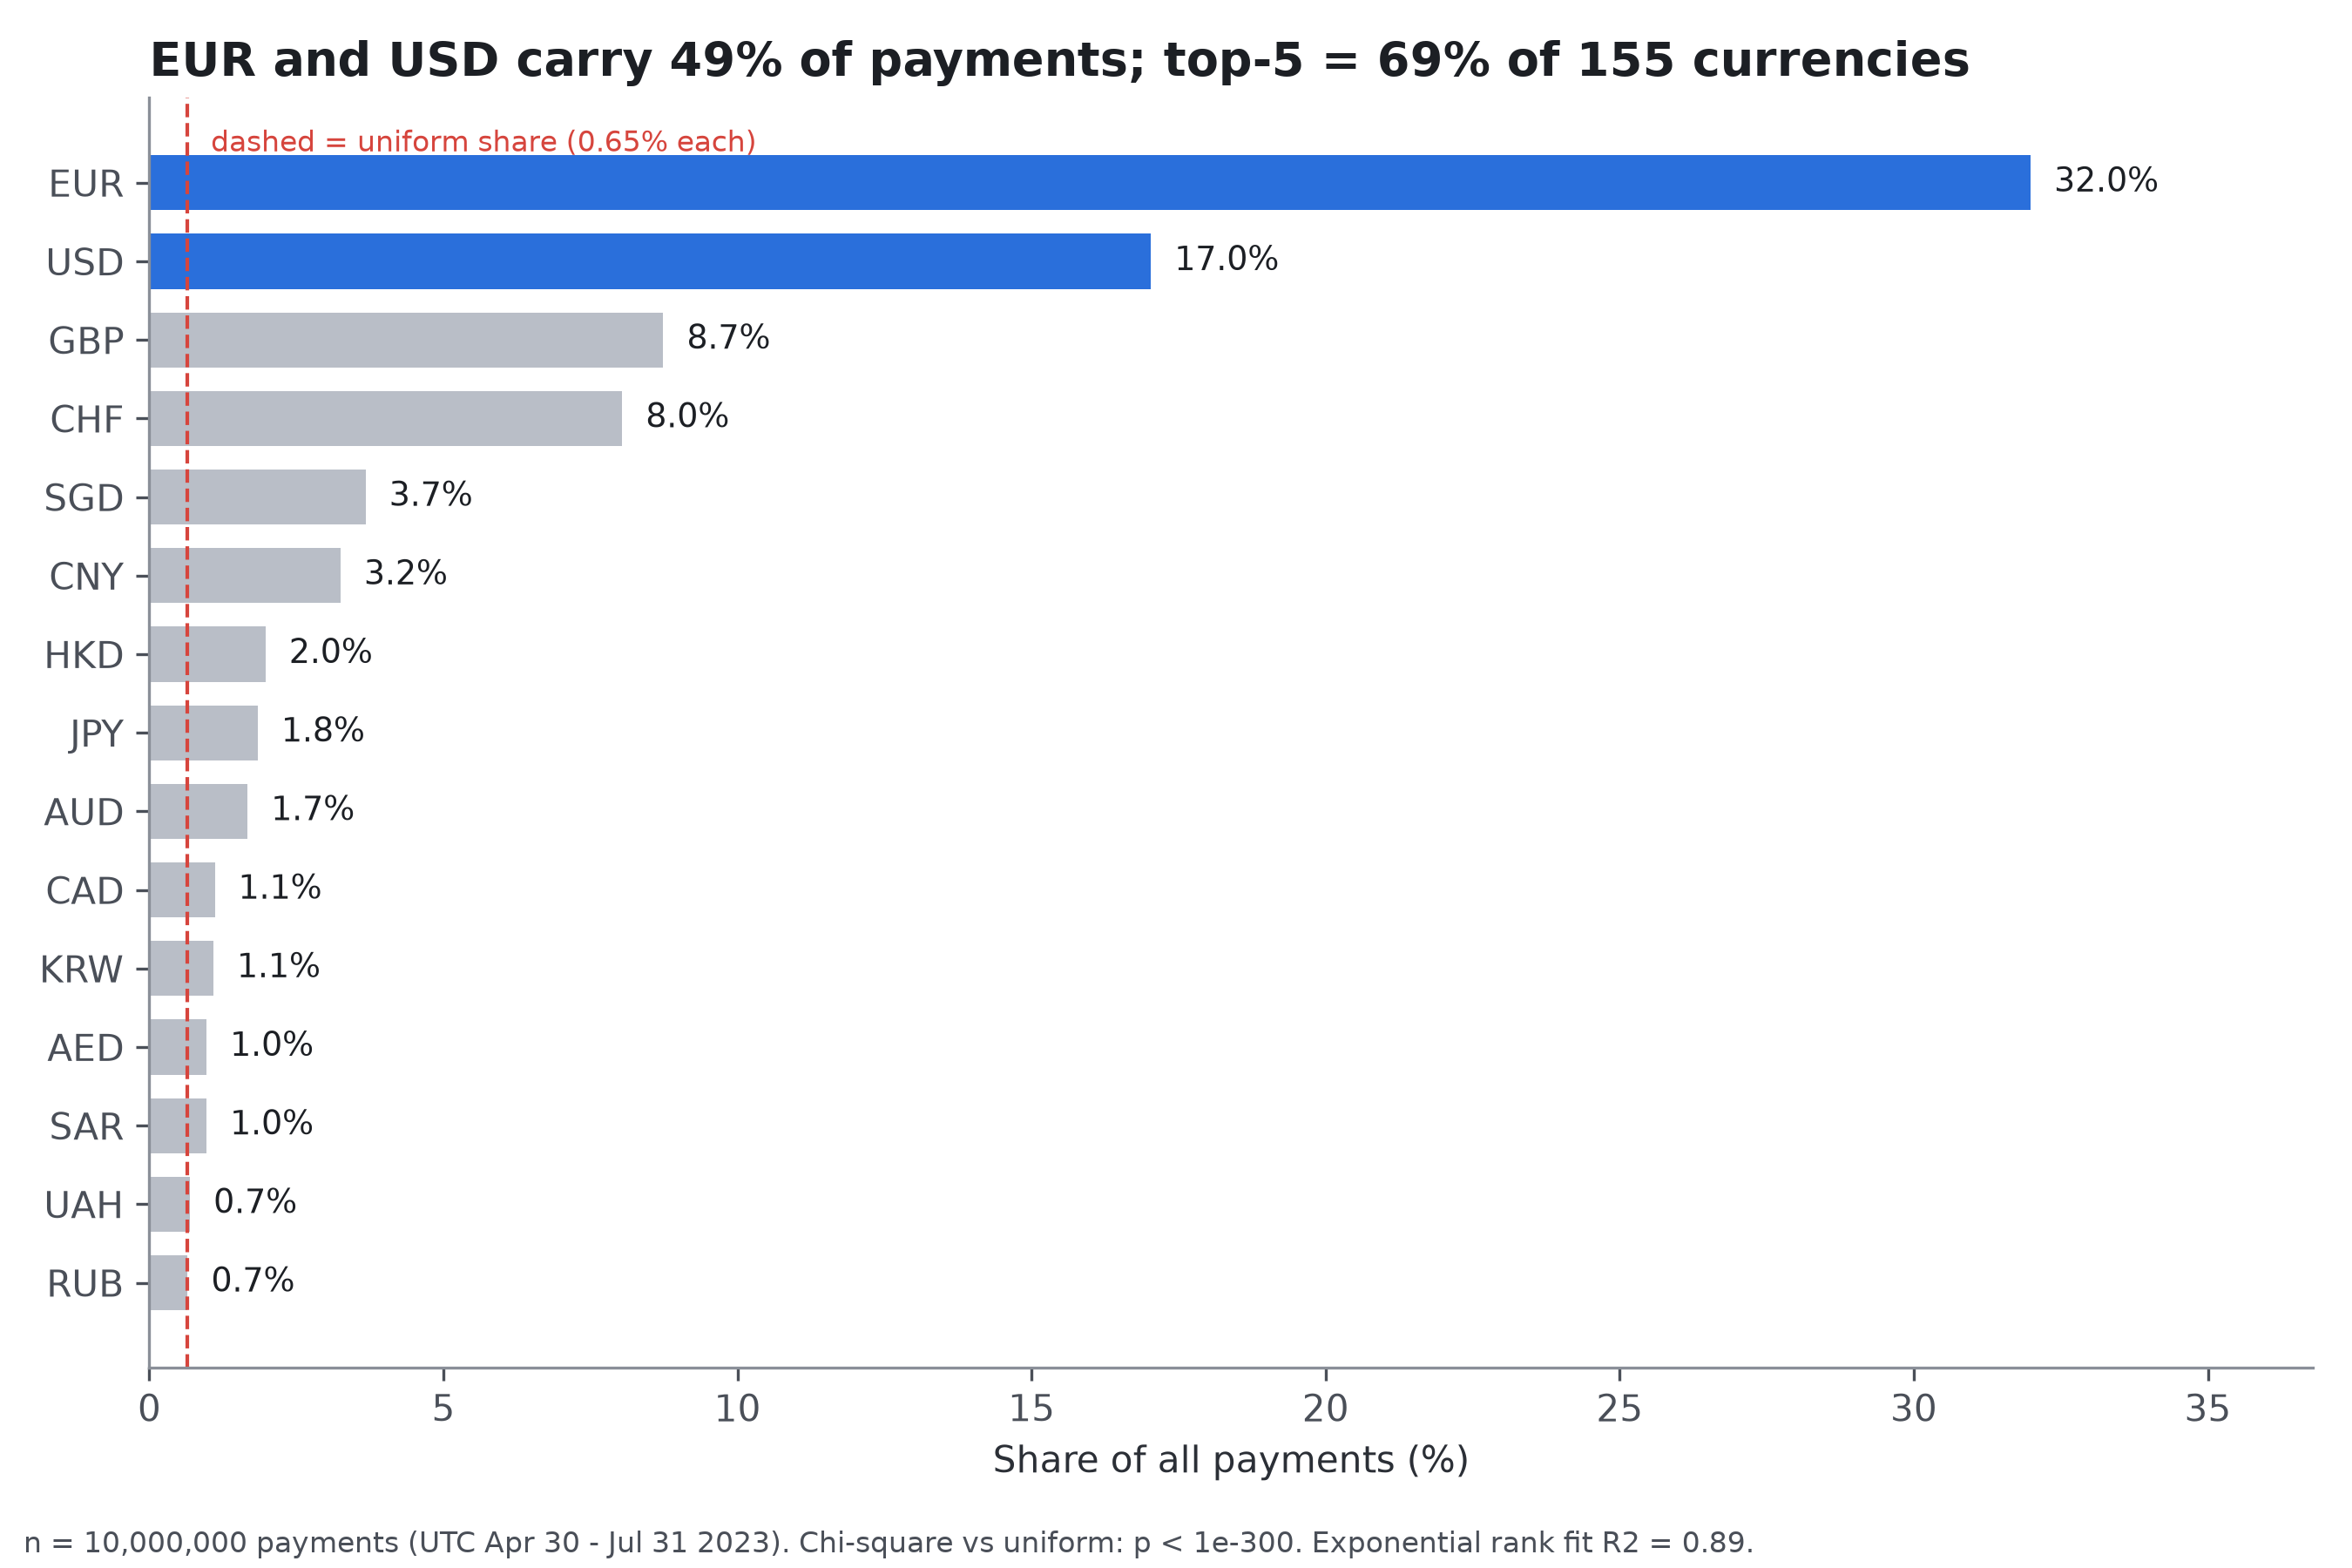 EUR and USD carry 49% of payments; top-5 = 69% of 155 currencies
dashed = uniform share (0.65% each)
EUR 32.0%
USD 17.0%
GBP 8.7%
CHF 8.0%
SGD 3.7%
CNY 3.2%
HKD 2.0%
JPY 1.8%
AUD 1.7%
CAD 1.1%
KRW 1.1%
AED 1.0%
SAR 1.0%
UAH 0.7%
RUB 0.7%
0 5 10 15 20 25 30 35
Share of all payments (%)
n = 10,000,000 payments (UTC Apr 30 - Jul 31 2023). Chi-square vs uniform: p < 1e-300. Exponential rank fit R2 = 0.89.